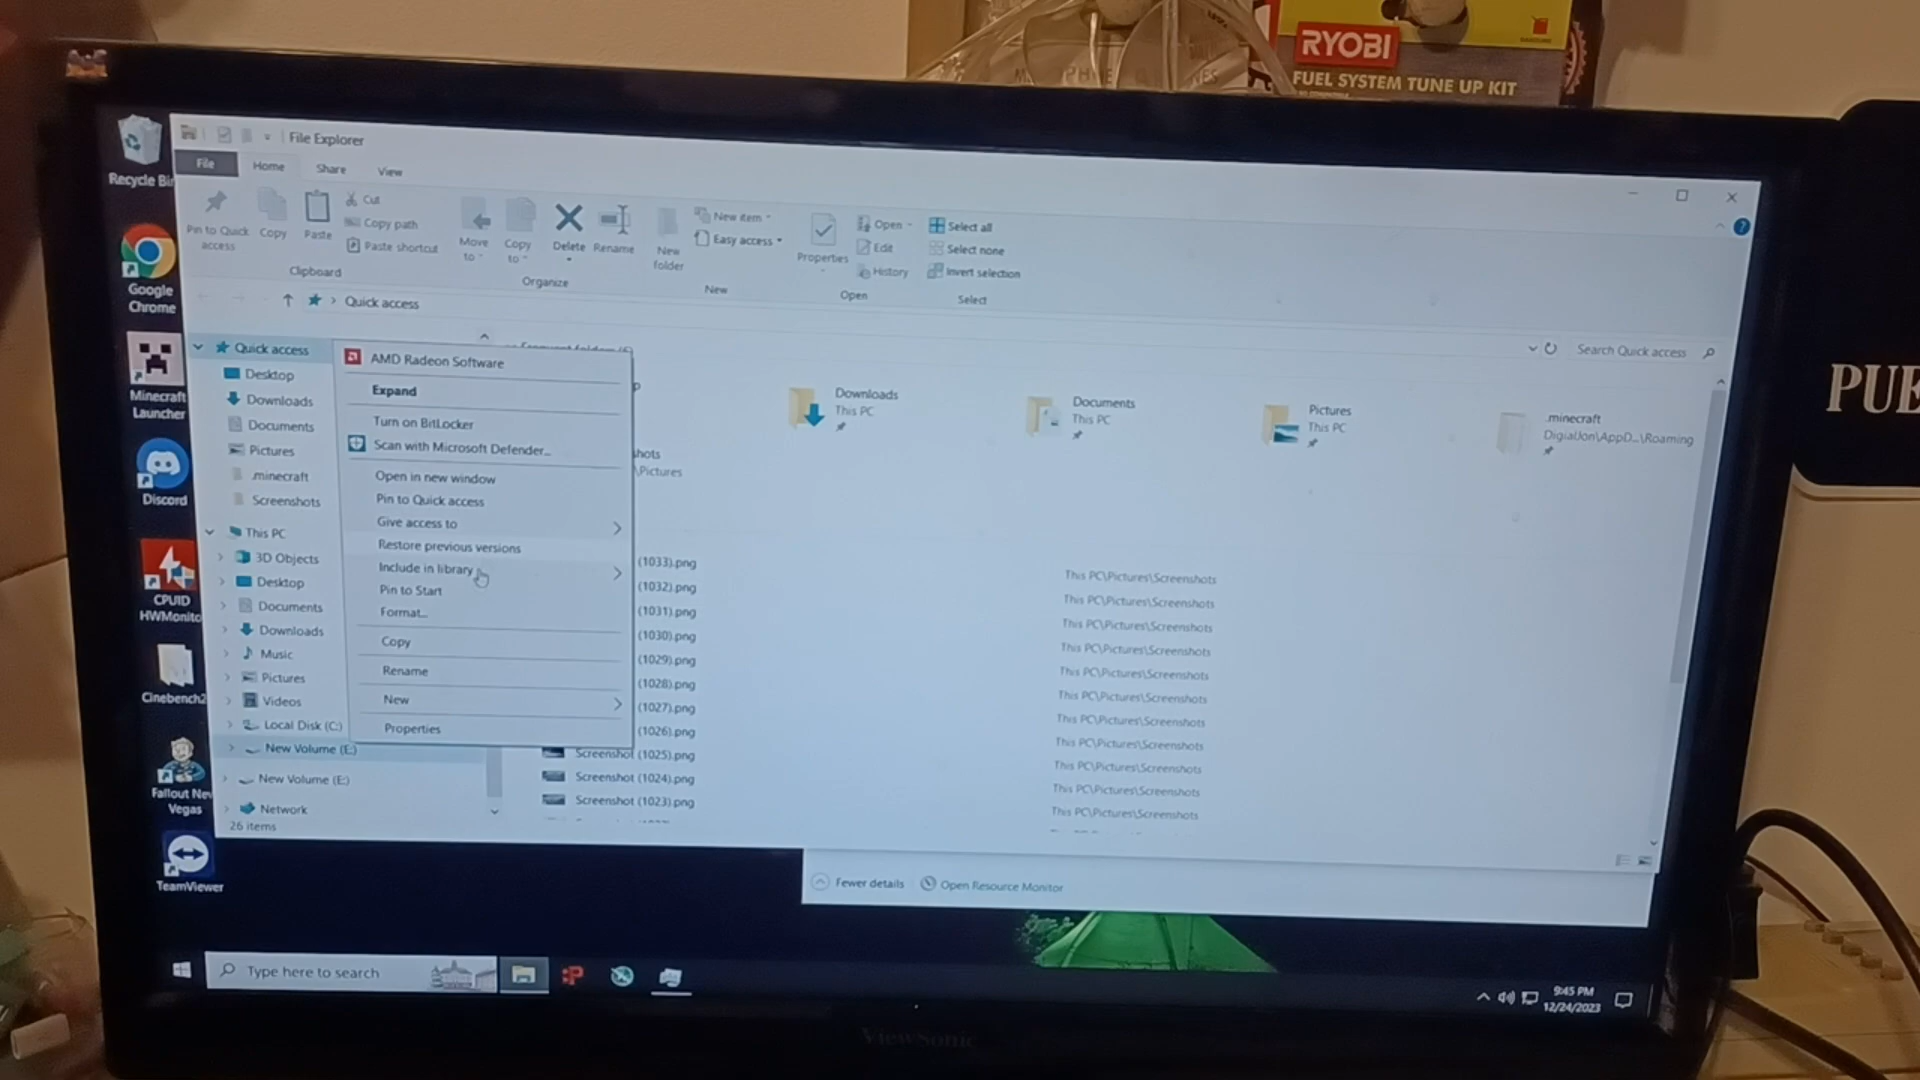 RYOBI
FUEL SYSTEM TUNE UP KIT
PUE
Recycle Bin
Google
Chrome
Minecraft
Launcher
Discord
CPUID
HWMonito
Cinebench2
Fallout New
Vegas
TeamViewer
File Explorer
File
Home
Share
View
Pin to Quick
access
Copy
Paste
Cut
Copy path
Paste shortcut
Clipboard
Move
to
Copy
to
Delete
Rename
Organize
New
folder
New item
Easy access
New
Properties
Open
Edit
History
Open
Select all
Select none
Invert selection
Select
Quick access
Search Quick access
Quick access
Desktop
Downloads
Documents
Pictures
.minecraft
Screenshots
This PC
3D Objects
Desktop
Documents
Downloads
Music
Pictures
Videos
Local Disk (C:)
New Volume (E:)
New Volume (E:)
Network
26 items
AMD Radeon Software
Expand
Turn on BitLocker
Scan with Microsoft Defender...
Open in new window
Pin to Quick access
Give access to
Restore previous versions
Include in library
Pin to Start
Format...
Copy
Rename
New
Properties
Downloads
This PC
Documents
This PC
Pictures
This PC
.minecraft
DigialJon\AppD...\Roaming
hots
\Pictures
(1033).png This PC\Pictures\Screenshots
(1032).png This PC\Pictures\Screenshots
(1031).png This PC\Pictures\Screenshots
(1030).png This PC\Pictures\Screenshots
(1029).png This PC\Pictures\Screenshots
(1028).png This PC\Pictures\Screenshots
(1027).png This PC\Pictures\Screenshots
(1026).png This PC\Pictures\Screenshots
Screenshot (1025).png This PC\Pictures\Screenshots
Screenshot (1024).png This PC\Pictures\Screenshots
Screenshot (1023).png This PC\Pictures\Screenshots
Fewer details
Open Resource Monitor
Type here to search
9:45 PM
12/24/2023
ViewSonic